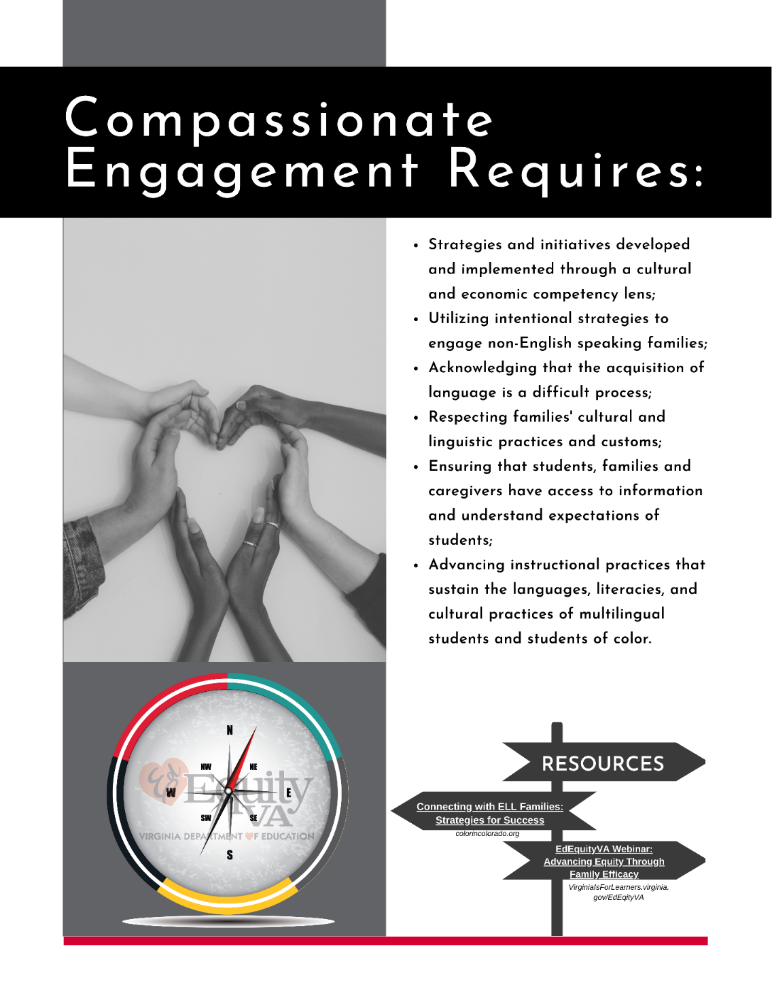 Compassionate
Engagement Requires:
• Strategies and initiatives developed
and implemented through a cultural
and economic competency lens;
• Utilizing intentional strategies to
engage non-English speaking families;
• Acknowledging that the acquisition of
language is a difficult process;
• Respecting families' cultural and
linguistic practices and customs;
• Ensuring that students, families and
caregivers have access to information
and understand expectations of
students;
• Advancing instructional practices that
sustain the languages, literacies, and
cultural practices of multilingual
students and students of color.
N
NW NE
Ed Equity
W E
VA
SW SE
VIRGINIA DEPARTMENT OF EDUCATION
S
RESOURCES
Connecting with ELL Families:
Strategies for Success
colorincolorado.org
EdEquityVA Webinar:
Advancing Equity Through
Family Efficacy
VirginiaIsForLearners.virginia.
gov/EdEqityVA